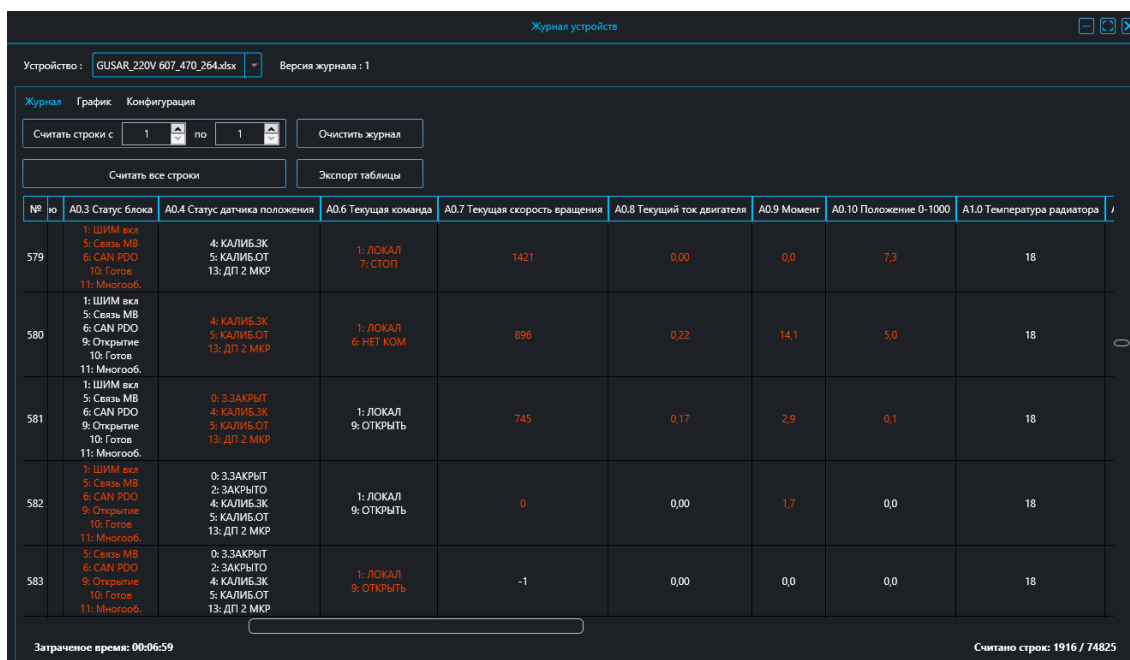 Журнал устройств
Устройство : GUSAR_220V 607_470_264.xlsx Версия журнала : 1
Журнал График Конфигурация
Считать строки с 1 по 1 Очистить журнал
Считать все строки Экспорт таблицы
№ ю A0.3 Статус блока A0.4 Статус датчика положения A0.6 Текущая команда A0.7 Текущая скорость вращения A0.8 Текущий ток двигателя A0.9 Момент A0.10 Положение 0-1000 A1.0 Температура радиатора
579
1: ШИМ вкл
5: Связь МВ
6: CAN PDO
10: Готов
11: Многооб.
4: КАЛИБ.ЗК
5: КАЛИБ.ОТ
13: ДП 2 МКР
1: ЛОКАЛ
7: СТОП
1421 0,00 0,0 7,3 18
580
1: ШИМ вкл
5: Связь МВ
6: CAN PDO
9: Открытие
10: Готов
11: Многооб.
4: КАЛИБ.ЗК
5: КАЛИБ.ОТ
13: ДП 2 МКР
1: ЛОКАЛ
6: НЕТ КОМ
896 0,22 14,1 5,0 18
581
1: ШИМ вкл
5: Связь МВ
6: CAN PDO
9: Открытие
10: Готов
11: Многооб.
0: З.ЗАКРЫТ
4: КАЛИБ.ЗК
5: КАЛИБ.ОТ
13: ДП 2 МКР
1: ЛОКАЛ
9: ОТКРЫТЬ
745 0,17 2,9 0,1 18
582
1: ШИМ вкл
5: Связь МВ
6: CAN PDO
9: Открытие
10: Готов
11: Многооб.
0: З.ЗАКРЫТ
2: ЗАКРЫТО
4: КАЛИБ.ЗК
5: КАЛИБ.ОТ
13: ДП 2 МКР
1: ЛОКАЛ
9: ОТКРЫТЬ
0 0,00 1,7 0,0 18
583
5: Связь МВ
6: CAN PDO
9: Открытие
10: Готов
11: Многооб.
0: З.ЗАКРЫТ
2: ЗАКРЫТО
4: КАЛИБ.ЗК
5: КАЛИБ.ОТ
13: ДП 2 МКР
1: ЛОКАЛ
9: ОТКРЫТЬ
-1 0,00 0,0 0,0 18
Затраченое время: 00:06:59 Считано строк: 1916 / 74825